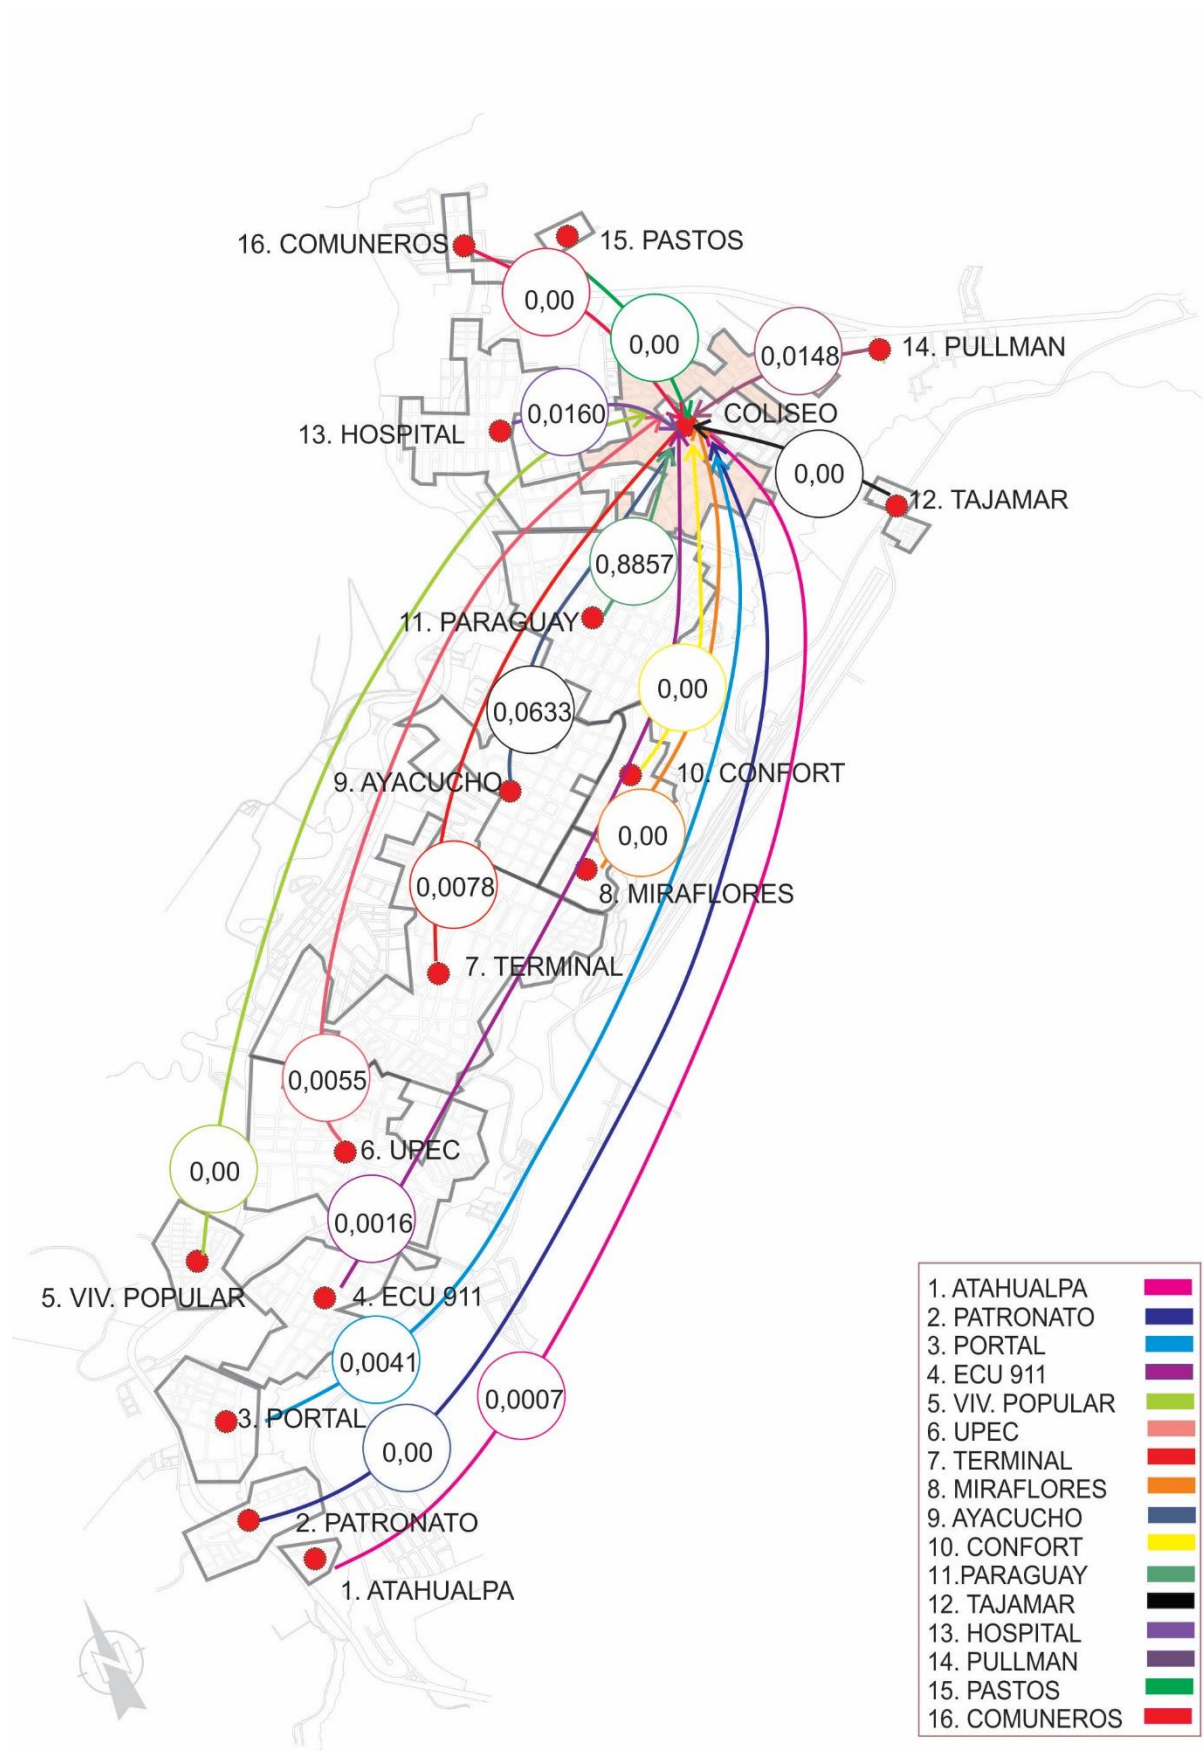 16. COMUNEROS
15. PASTOS
0,00
0,00
14. PULLMAN
0,0148
COLISEO
0,0160
13. HOSPITAL
0,00
12. TAJAMAR
0,8857
11. PARAGUAY
0,00
0,0633
10. CONFORT
9. AYACUCHO
0,00
0,0078
8. MIRAFLORES
7. TERMINAL
0,0055
6. UPEC
0,00
0,0016
5. VIV. POPULAR
4. ECU 911
0,0041
0,0007
3. PORTAL
0,00
2. PATRONATO
1. ATAHUALPA
1. ATAHUALPA
2. PATRONATO
3. PORTAL
4. ECU 911
5. VIV. POPULAR
6. UPEC
7. TERMINAL
8. MIRAFLORES
9. AYACUCHO
10. CONFORT
11.PARAGUAY
12. TAJAMAR
13. HOSPITAL
14. PULLMAN
15. PASTOS
16. COMUNEROS